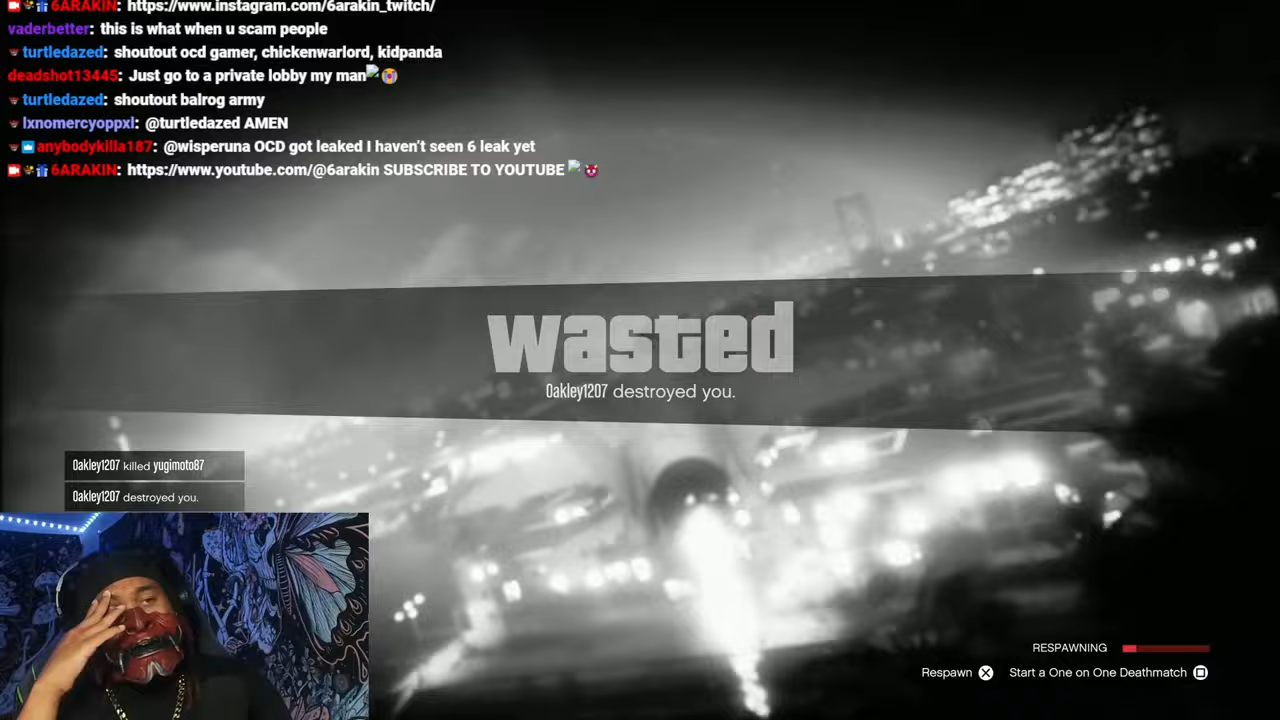 6ARAKIN: https://www.instagram.com/6arakin_twitch/
vaderbetter: this is what when u scam people
turtledazed: shoutout ocd gamer, chickenwarlord, kidpanda
deadshot13445: Just go to a private lobby my man
turtledazed: shoutout balrog army
lxnomercyoppxl: @turtledazed AMEN
anybodykilla187: @wisperuna OCD got leaked I haven’t seen 6 leak yet
6ARAKIN: https://www.youtube.com/@6arakin SUBSCRIBE TO YOUTUBE
wasted
Oakley1207 destroyed you.
Oakley1207 killed yugimoto87
Oakley1207 destroyed you.
RESPAWNING
Respawn Start a One on One Deathmatch